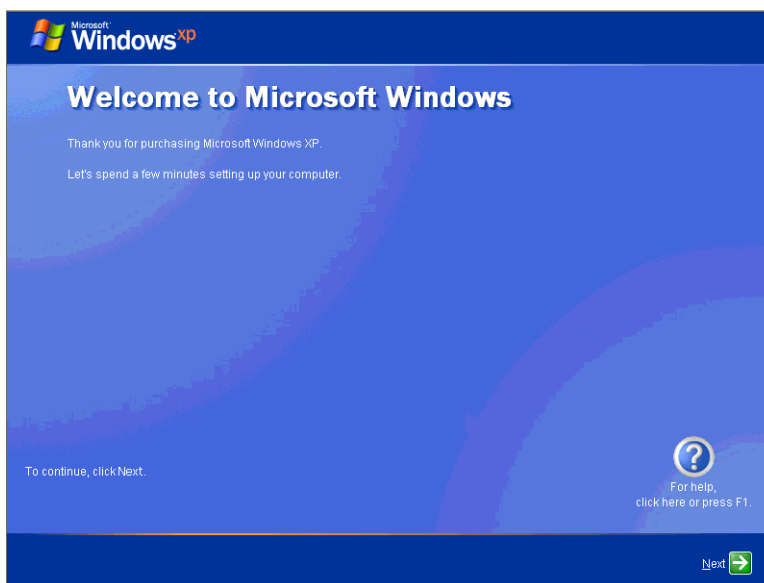 Microsoft
Windows xp
Welcome to Microsoft Windows
Thank you for purchasing Microsoft Windows XP.
Let's spend a few minutes setting up your computer.
To continue, click Next.
?
For help,
click here or press F1.
Next